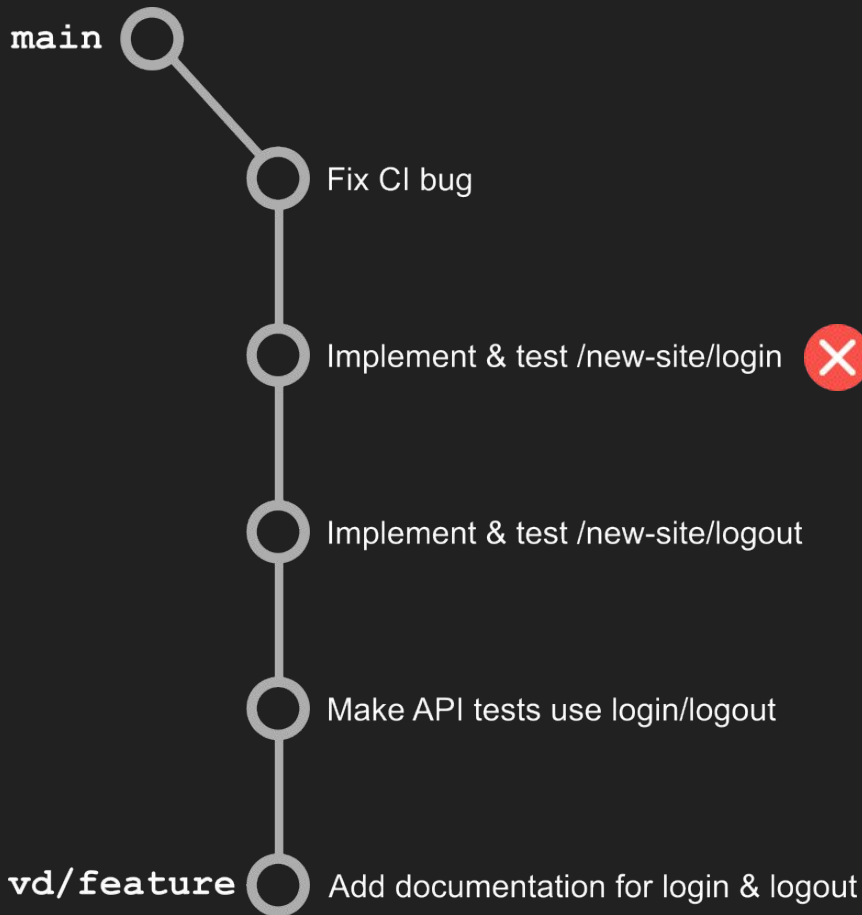 main
Fix CI bug
Implement & test /new-site/login
Implement & test /new-site/logout
Make API tests use login/logout
vd/feature Add documentation for login & logout